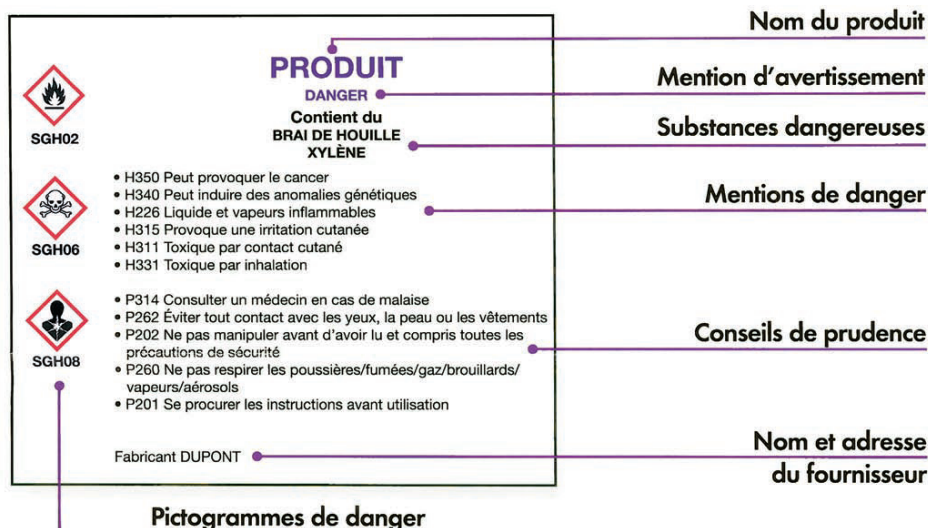 Nom du produit
PRODUIT
Mention d'avertissement
DANGER
Contient du
BRAI DE HOUILLE
XYLÈNE
Substances dangereuses
SGH02
• H350 Peut provoquer le cancer
• H340 Peut induire des anomalies génétiques
• H226 Liquide et vapeurs inflammables
• H315 Provoque une irritation cutanée
• H311 Toxique par contact cutané
• H331 Toxique par inhalation
Mentions de danger
SGH06
• P314 Consulter un médecin en cas de malaise
• P262 Éviter tout contact avec les yeux, la peau ou les vêtements
• P202 Ne pas manipuler avant d'avoir lu et compris toutes les
précautions de sécurité
• P260 Ne pas respirer les poussières/fumées/gaz/brouillards/
vapeurs/aérosols
• P201 Se procurer les instructions avant utilisation
Conseils de prudence
SGH08
Fabricant DUPONT
Nom et adresse
du fournisseur
Pictogrammes de danger